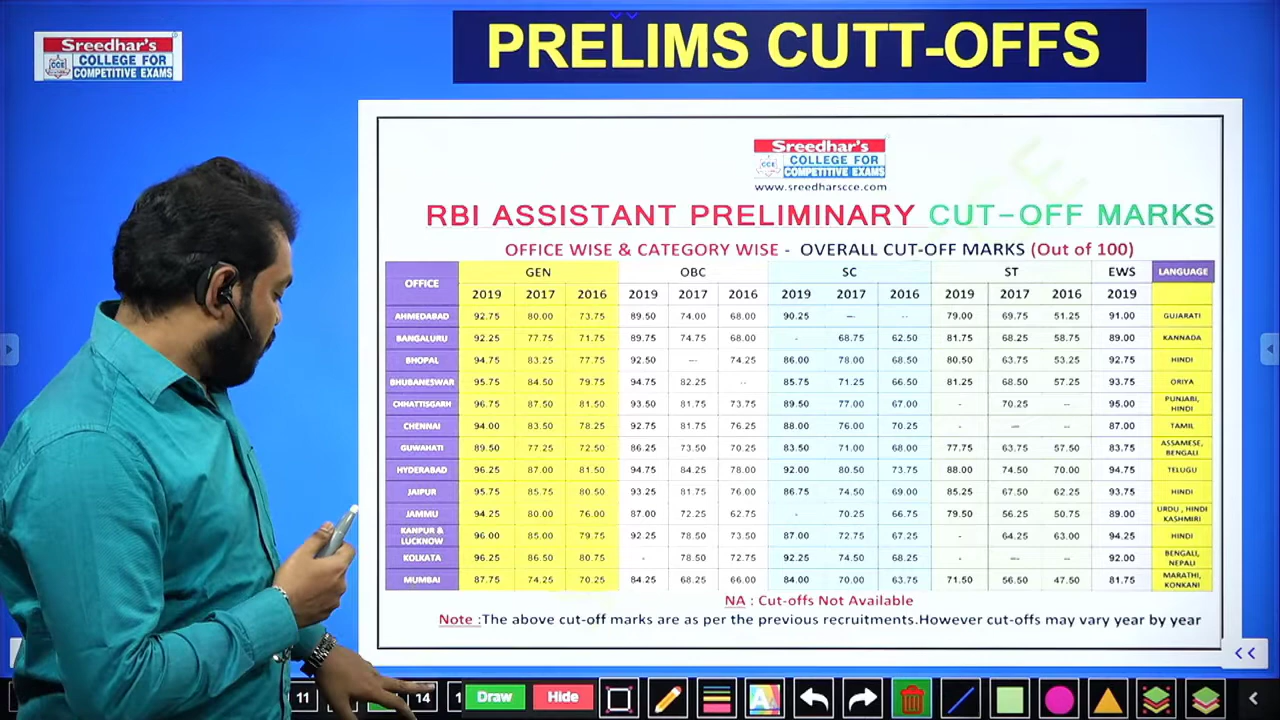 PRELIMS CUTT-OFFS
Sreedhar's
CCE
COLLEGE FOR
COMPETITIVE EXAMS
Sreedhar's
CCE
COLLEGE FOR
COMPETITIVE EXAMS
www.sreedharscce.com
RBI ASSISTANT PRELIMINARY CUT-OFF MARKS
OFFICE WISE & CATEGORY WISE - OVERALL CUT-OFF MARKS (Out of 100)
OFFICE GEN OBC SC ST EWS LANGUAGE
2019 2017 2016 2019 2017 2016 2019 2017 2016 2019 2017 2016 2019
AHMEDABAD 92.75 80.00 73.75 89.50 74.00 68.00 90.25 -- -- 79.00 69.75 51.25 91.00 GUJARATI
BANGALURU 92.25 77.75 71.75 89.75 74.75 68.00 - 68.75 62.50 81.75 68.25 58.75 89.00 KANNADA
BHOPAL 94.75 83.25 77.75 92.50 -- 74.25 86.00 78.00 68.50 80.50 63.75 53.25 92.75 HINDI
BHUBANESWAR 95.75 84.50 79.75 94.75 82.25 -- 85.75 71.25 66.50 81.25 68.50 57.25 93.75 ORIYA
CHHATTISGARH 96.75 87.50 81.50 93.50 81.75 73.75 89.50 77.00 67.00 - 70.25 -- 95.00 PUNJABI, HINDI
CHENNAI 94.00 83.50 78.25 92.75 81.75 76.25 88.00 76.00 70.25 - -- -- 87.00 TAMIL
GUWAHATI 89.50 77.25 72.50 86.25 73.50 70.25 83.50 71.00 68.00 77.75 63.75 57.50 83.75 ASSAMESE, BENGALI
HYDERABAD 96.25 87.00 81.50 94.75 84.25 78.00 92.00 80.50 73.75 88.00 74.50 70.00 94.75 TELUGU
JAIPUR 95.75 85.75 80.50 93.25 81.75 76.00 86.75 74.50 69.00 85.25 67.50 62.25 93.75 HINDI
JAMMU 94.25 80.00 76.00 87.00 72.25 62.75 - 70.25 66.75 79.50 56.25 50.75 89.00 URDU , HINDI KASHMIRI
KANPUR & LUCKNOW 96.00 85.00 79.75 92.25 78.50 73.50 87.00 72.75 67.25 - 64.25 63.00 94.25 HINDI
KOLKATA 96.25 86.50 80.75 - 78.50 72.75 92.25 74.50 68.25 - -- -- 92.00 BENGALI, NEPALI
MUMBAI 87.75 74.25 70.25 84.25 68.25 66.00 84.00 70.00 63.75 71.50 56.50 47.50 81.75 MARATHI, KONKANI
NA : Cut-offs Not Available
Note :The above cut-off marks are as per the previous recruitments.However cut-offs may vary year by year
11 14 Draw Hide